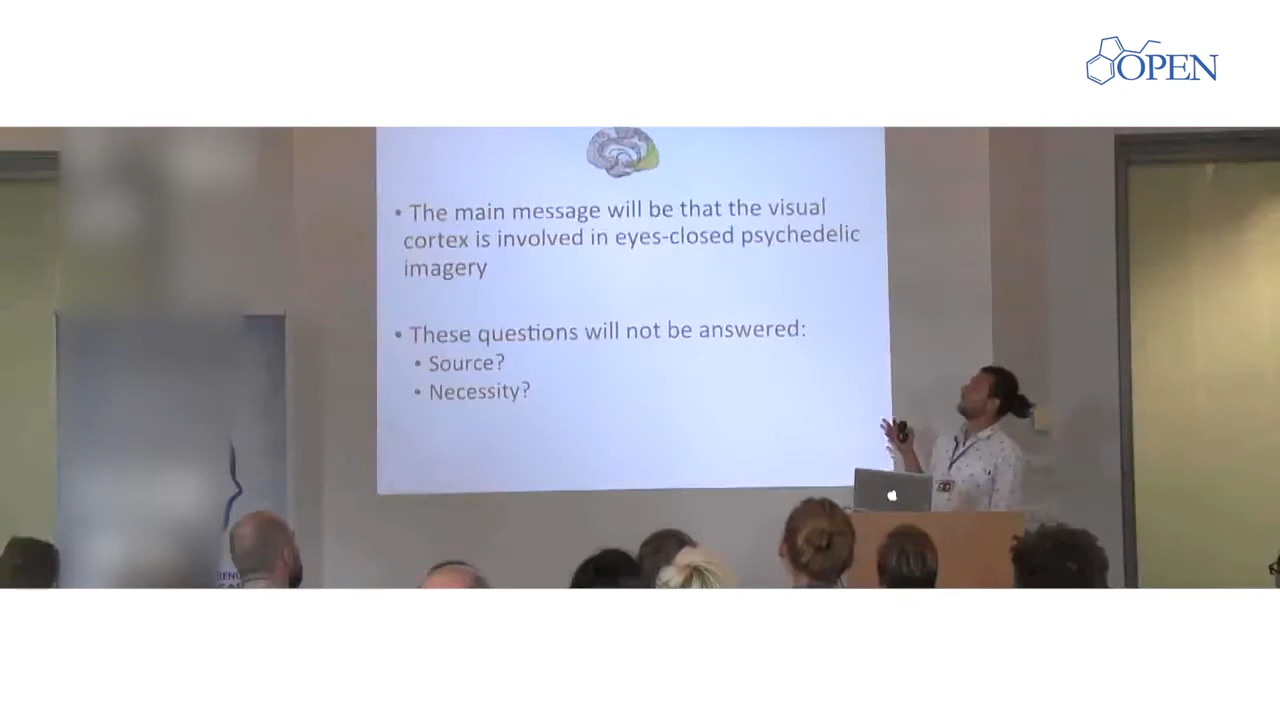 OPEN
• The main message will be that the visual
cortex is involved in eyes-closed psychedelic
imagery
• These questions will not be answered:
• Source?
• Necessity?